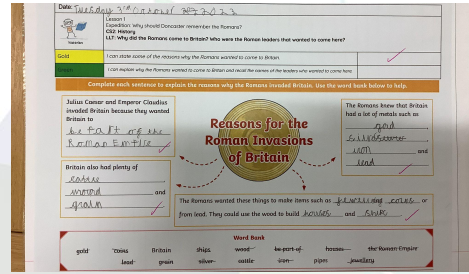 Date: Tuesday 3rd October 2023
Lesson 1
Expedition: Why should Doncaster remember the Romans?
CS2: History
LLT: Why did the Romans come to Britain? Who were the Roman leaders that wanted to come here?
Gold
I can state some of the reasons why the Romans wanted to come to Britain.
Green
I can explain why the Romans wanted to come to Britain and recall the names of the leaders who wanted to come here.
Complete each sentence to explain the reasons why the Romans invaded Britain. Use the word bank below to help.
Julius Caesar and Emperor Claudius
invaded Britain because they wanted
Britain to
be part of the
Roman Empire
Britain also had plenty of
cattle
wood and
grain
Reasons for the
Roman Invasions
of Britain
The Romans knew that Britain
had a lot of metals such as
gold
iron and
lead
The Romans wanted these things to make items such as coins or
from lead. They could use the wood to build houses and ships
Word Bank
gold coins Britain ships wood be part of houses the Roman Empire
lead grain silver cattle iron pipes jewellery